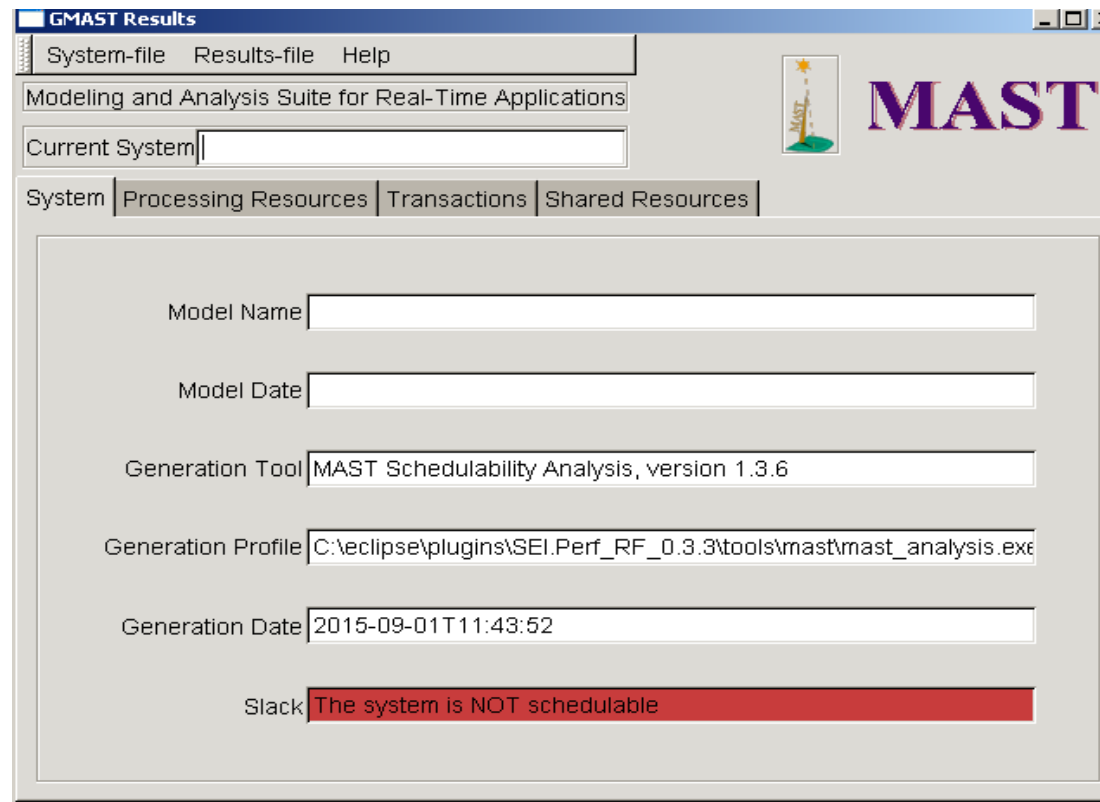 GMAST Results
System-file Results-file Help
Modeling and Analysis Suite for Real-Time Applications
MAST
MAST
Current System
System Processing Resources Transactions Shared Resources
Model Name
Model Date
Generation Tool MAST Schedulability Analysis, version 1.3.6
Generation Profile C:\eclipse\plugins\SEI.Perf_RF_0.3.3\tools\mast\mast_analysis.exe
Generation Date 2015-09-01T11:43:52
Slack The system is NOT schedulable